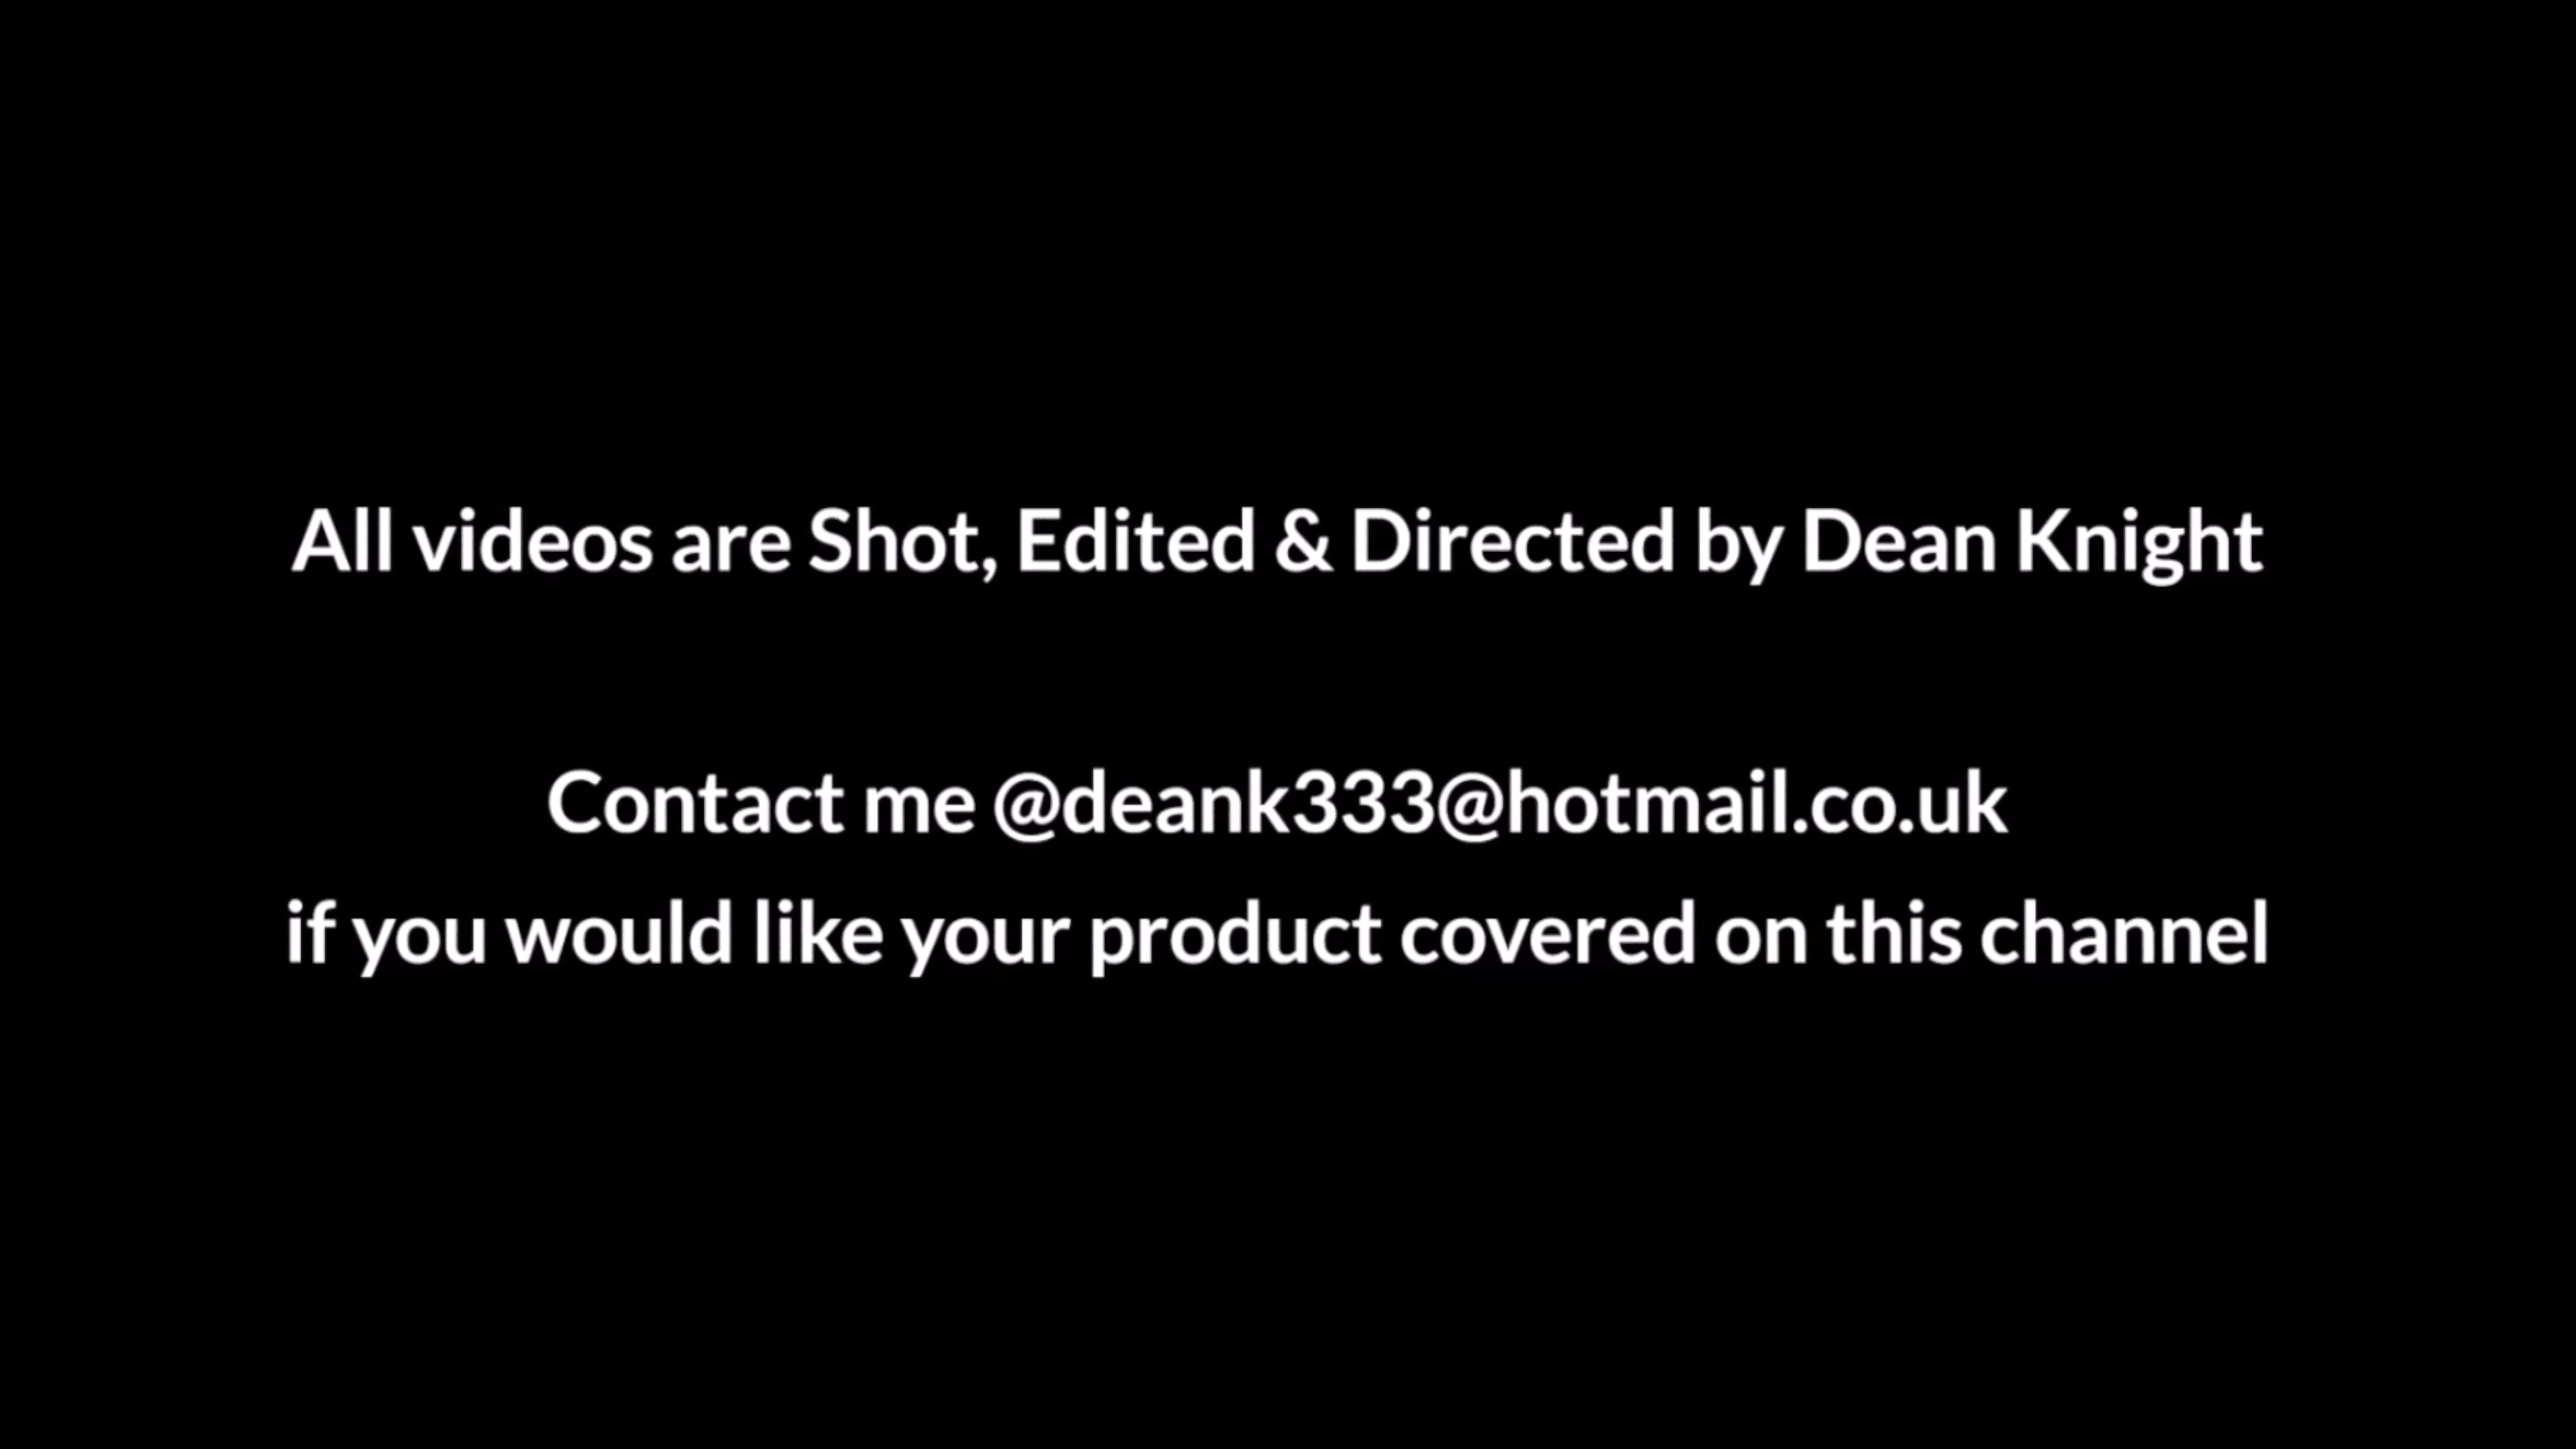 All videos are Shot, Edited & Directed by Dean Knight
Contact me @deank333@hotmail.co.uk
if you would like your product covered on this channel